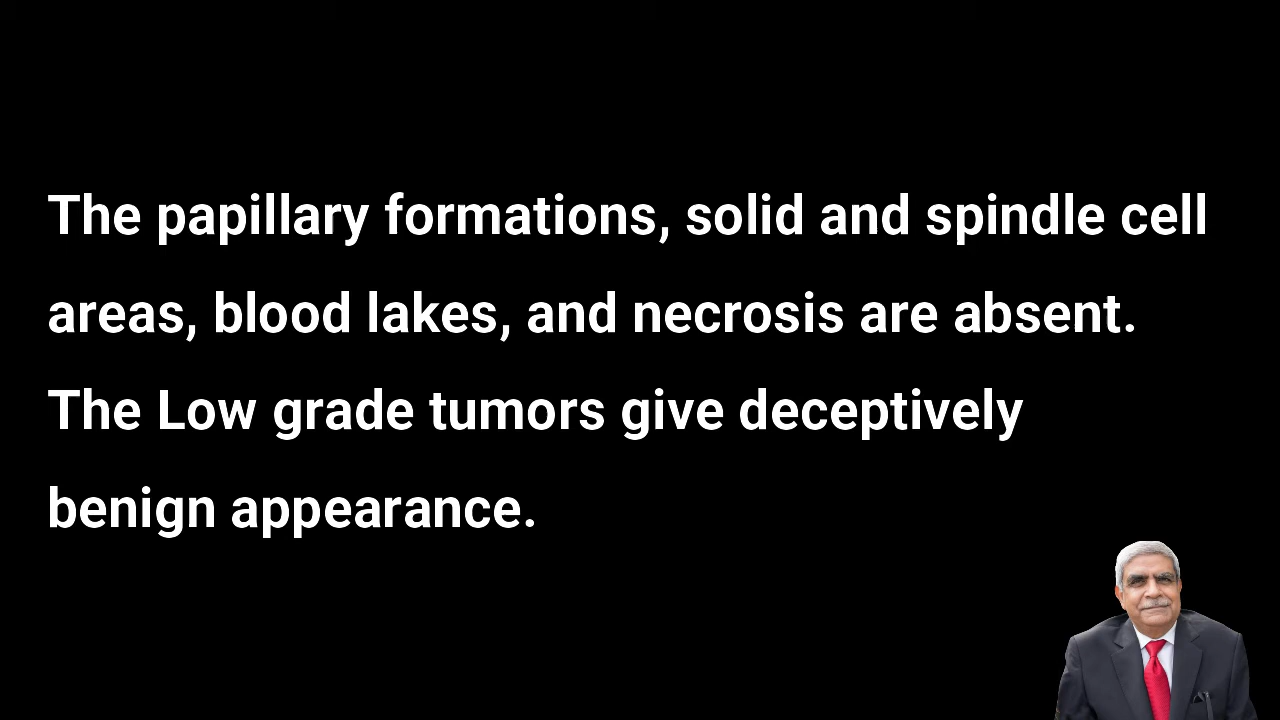 The papillary formations, solid and spindle cell
areas, blood lakes, and necrosis are absent.
The Low grade tumors give deceptively
benign appearance.